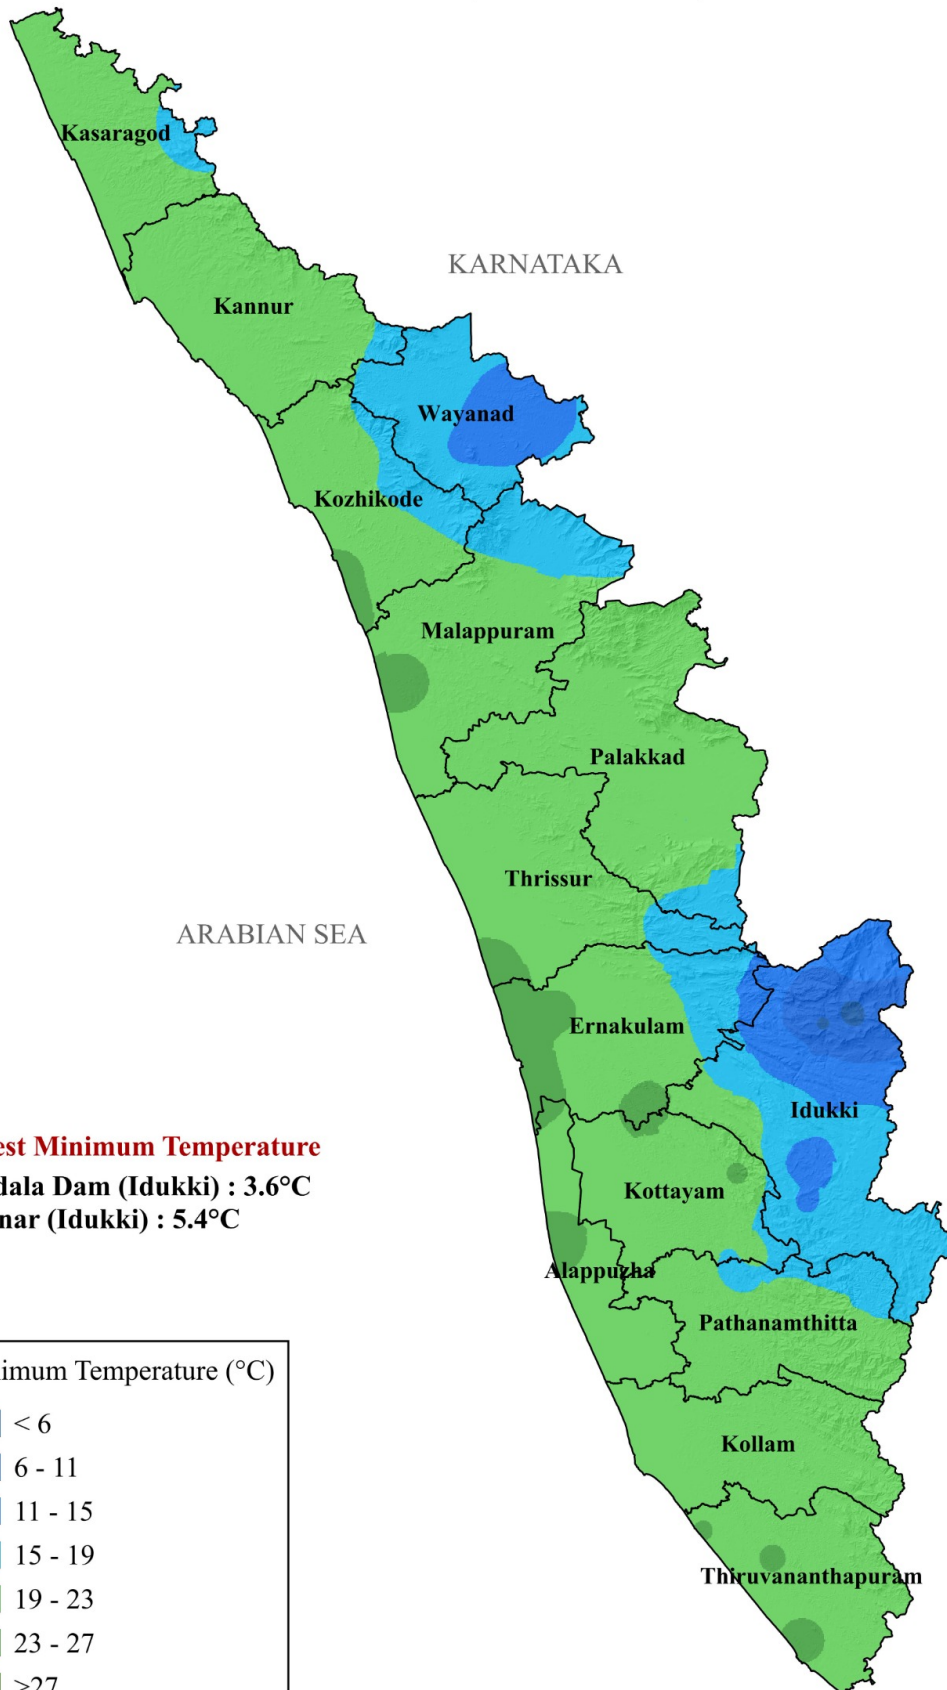 Kasaragod
KARNATAKA
Kannur
Wayanad
Kozhikode
Malappuram
Palakkad
Thrissur
ARABIAN SEA
Ernakulam
Idukki
est Minimum Temperature
dala Dam (Idukki) : 3.6°C
nar (Idukki) : 5.4°C
Kottayam
Alappuzha
Pathanamthitta
nimum Temperature (°C)
< 6
6 - 11
11 - 15
15 - 19
19 - 23
23 - 27
>27
Kollam
Thiruvananthapuram